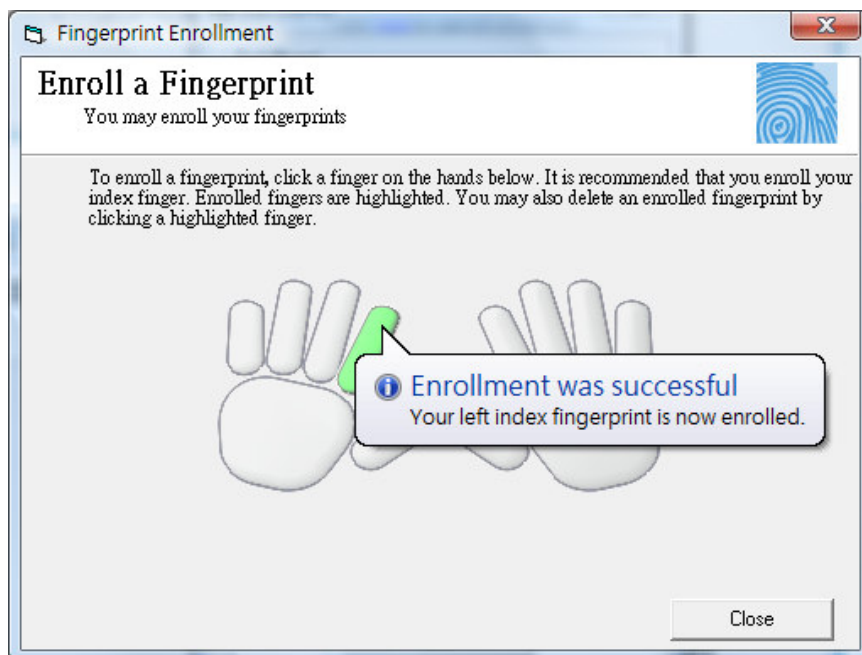 Fingerprint Enrollment
Enroll a Fingerprint
You may enroll your fingerprints
To enroll a fingerprint, click a finger on the hands below. It is recommended that you enroll your
index finger. Enrolled fingers are highlighted. You may also delete an enrolled fingerprint by
clicking a highlighted finger.
Enrollment was successful
Your left index fingerprint is now enrolled.
Close